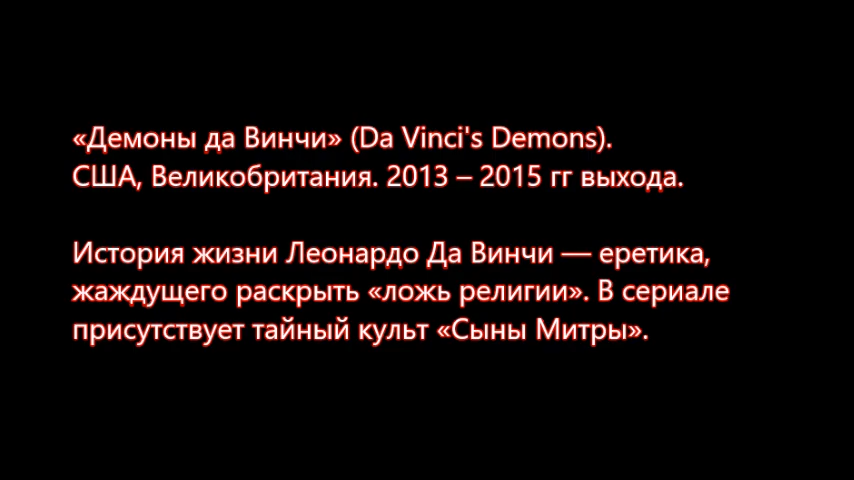 «Демоны да Винчи» (Da Vinci's Demons).
США, Великобритания. 2013 – 2015 гг выхода.
История жизни Леонардо Да Винчи — еретика,
жаждущего раскрыть «ложь религии». В сериале
присутствует тайный культ «Сыны Митры».